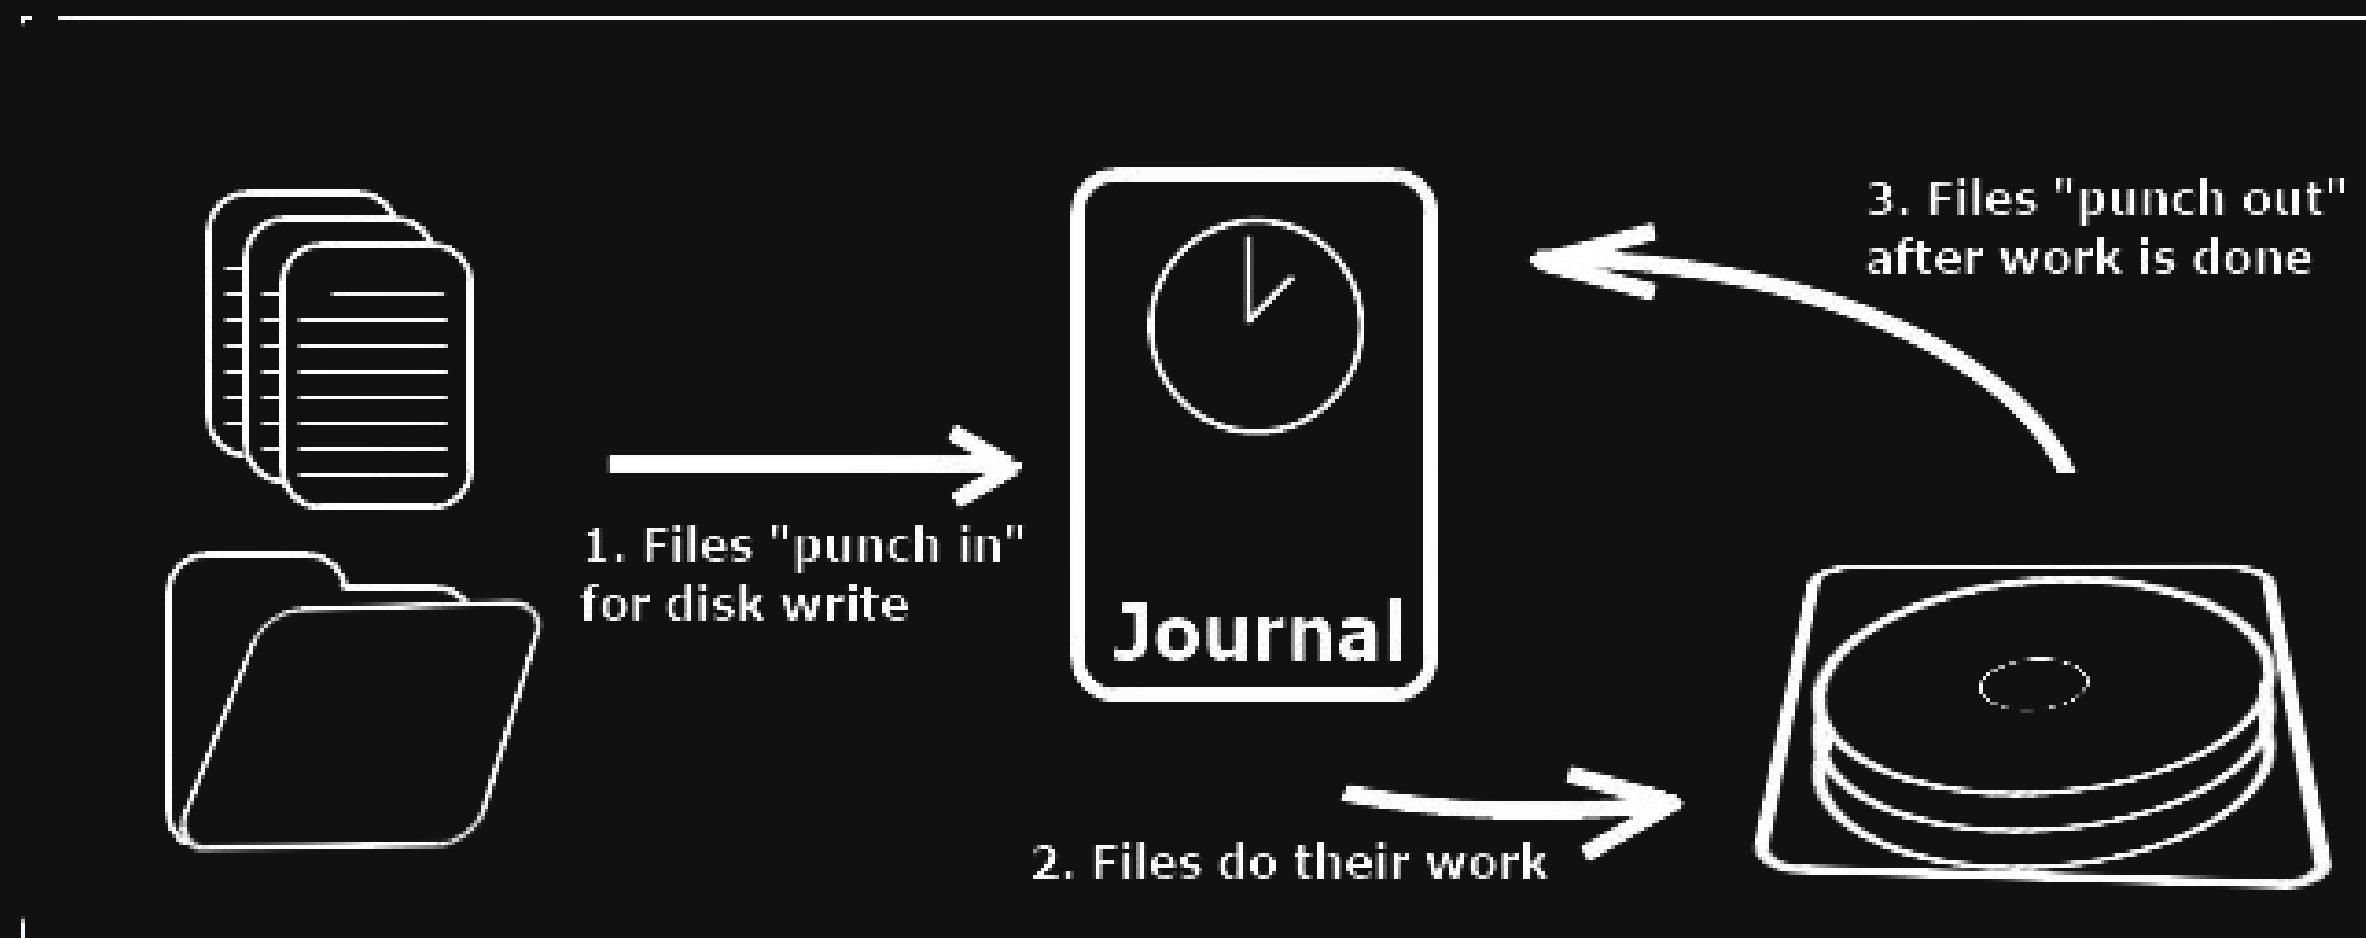 1. Files "punch in"
for disk write
Journal
2. Files do their work
3. Files "punch out"
after work is done